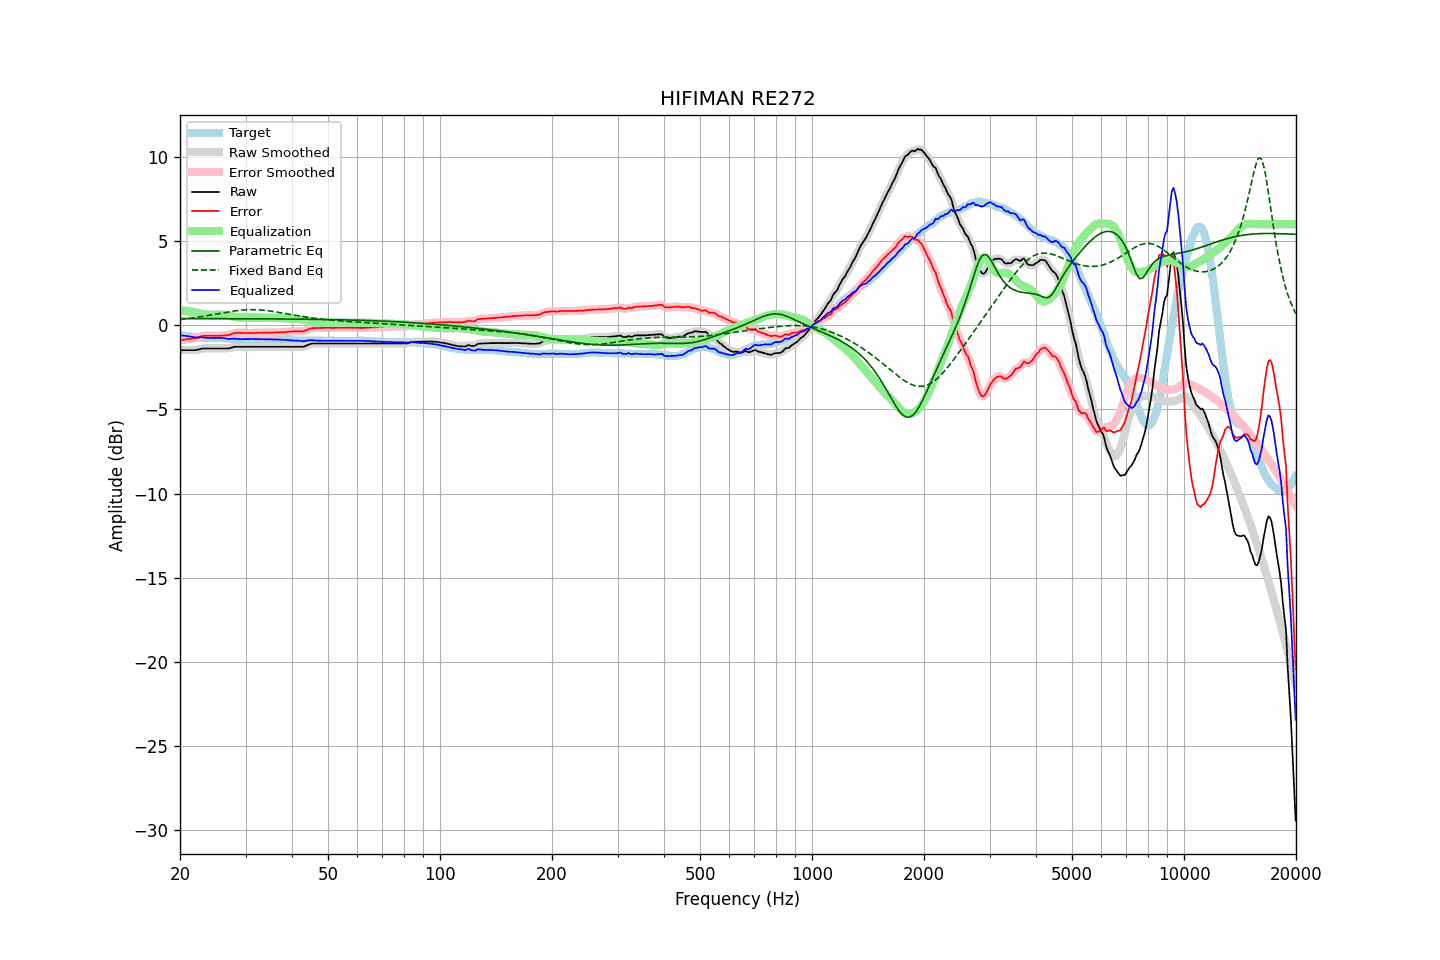 HIFIMAN RE272
Target
Raw Smoothed
Error Smoothed
Raw
Error
Equalization
Parametric Eq
Fixed Band Eq
Equalized
10
5
0
−5
−10
−15
−20
−25
−30
Amplitude (dBr)
20 50 100 200 500 1000 2000 5000 10000 20000
Frequency (Hz)